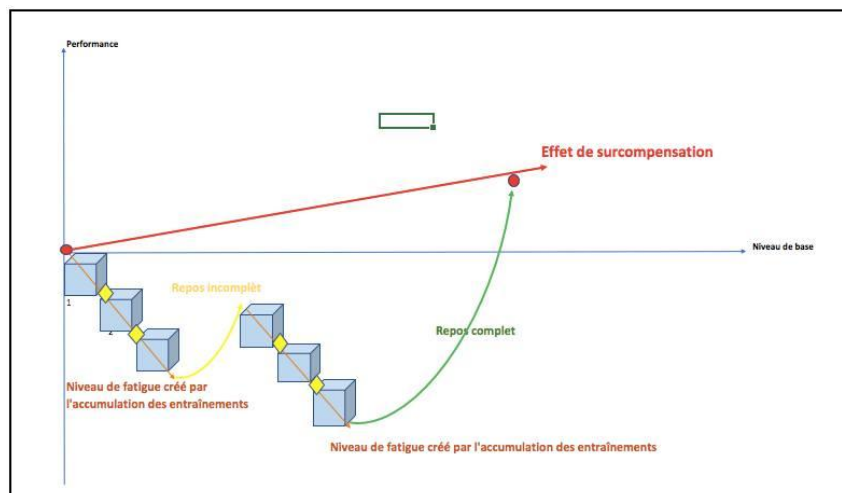 Performance
Effet de surcompensation
Niveau de base
Repos incomplèt
1
2
Repos complet
Niveau de fatigue créé par
l'accumulation des entraînements
Niveau de fatigue créé par l'accumulation des entraînements